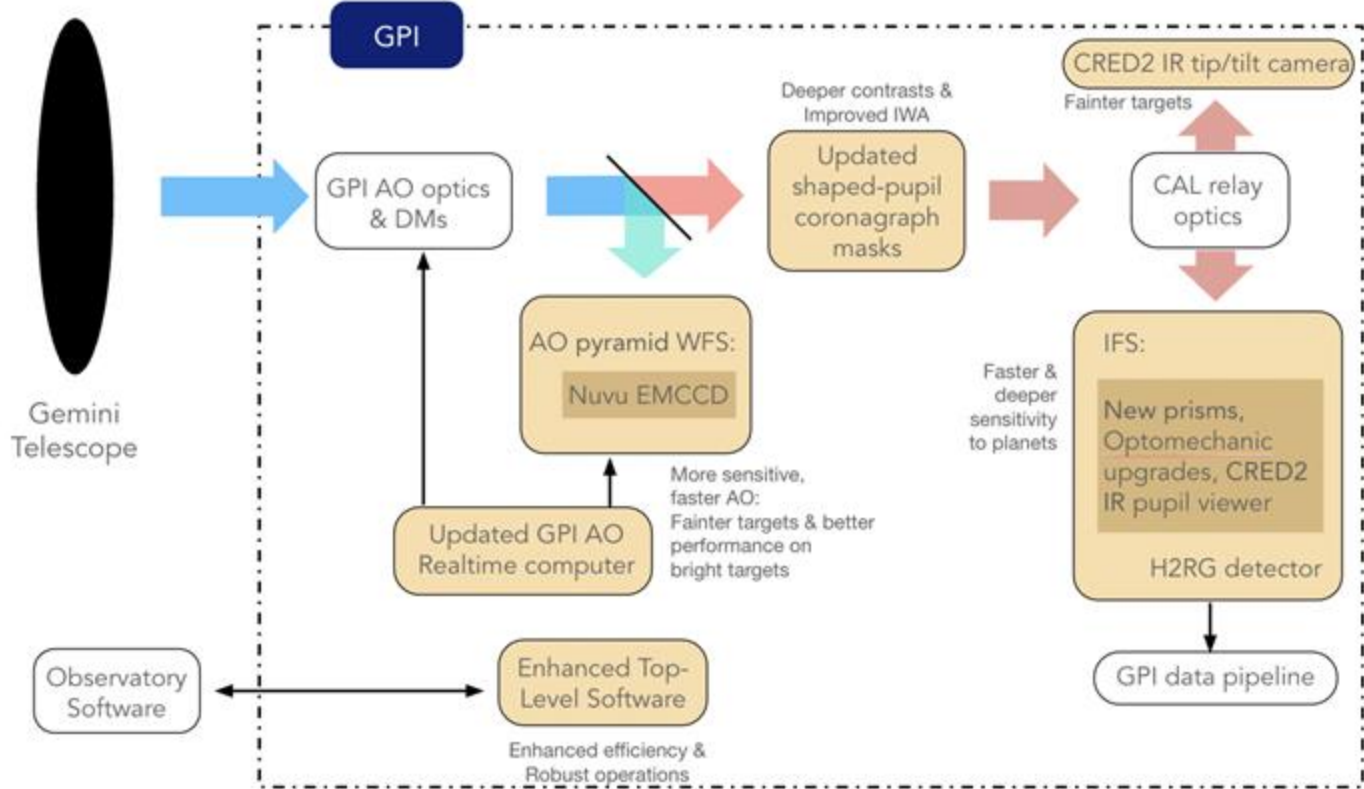 GPI
CRED2 IR tip/tilt camera
Fainter targets
Deeper contrasts &
Improved IWA
Updated
shaped-pupil
coronagraph
masks
GPI AO optics
& DMs
CAL relay
optics
Gemini
Telescope
AO pyramid WFS:
Nuvu EMCCD
IFS:
New prisms,
Optomechanic
upgrades, CRED2
IR pupil viewer
H2RG detector
Faster &
deeper
sensitivity
to planets
More sensitive,
faster AO:
Fainter targets & better
performance on
bright targets
Updated GPI AO
Realtime computer
Observatory
Software
Enhanced Top-
Level Software
Enhanced efficiency &
Robust operations
GPI data pipeline